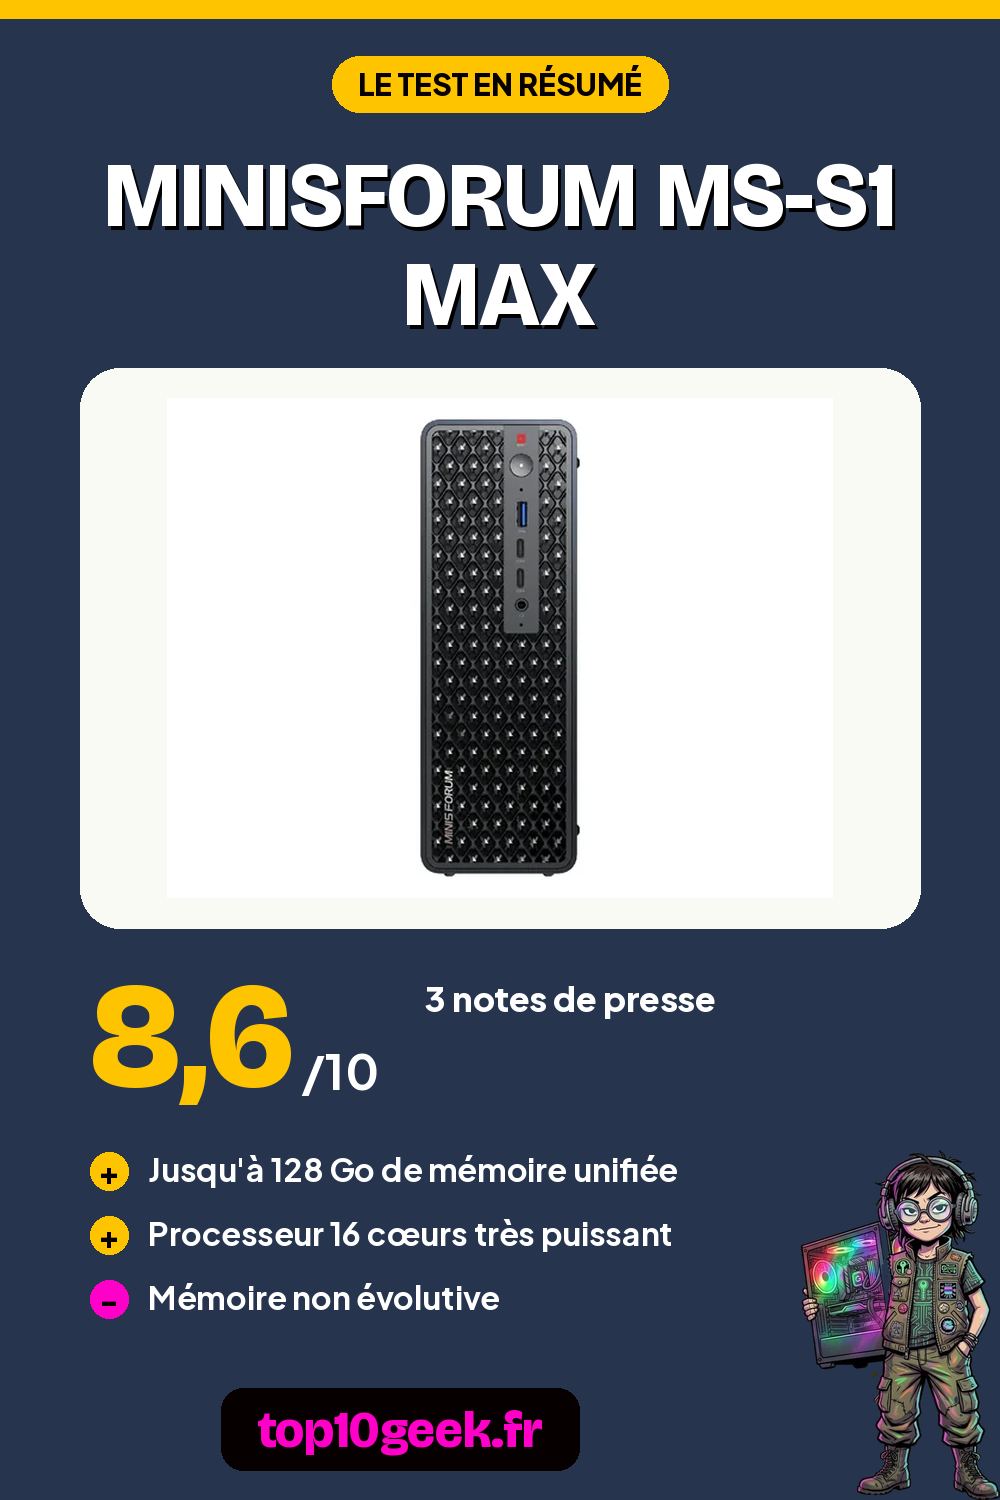 LE TEST EN RÉSUMÉ
MINISFORUM MS-S1
MAX
MINISFORUM
8,6 /10
3 notes de presse
+ Jusqu'à 128 Go de mémoire unifiée
+ Processeur 16 cœurs très puissant
- Mémoire non évolutive
top10geek.fr